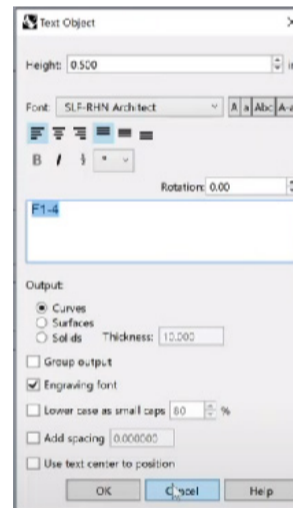 Text Object
Height: 0.500
Font: SLF-RHN Architect A a Abc A-a
B I
Rotation: 0.00
F1-4
Output:
Curves
Surfaces
Solids Thickness: 10.000
Group output
Engraving font
Lower case as small caps 80 %
Add spacing 0.000000
Use text center to position
OK Cancel Help